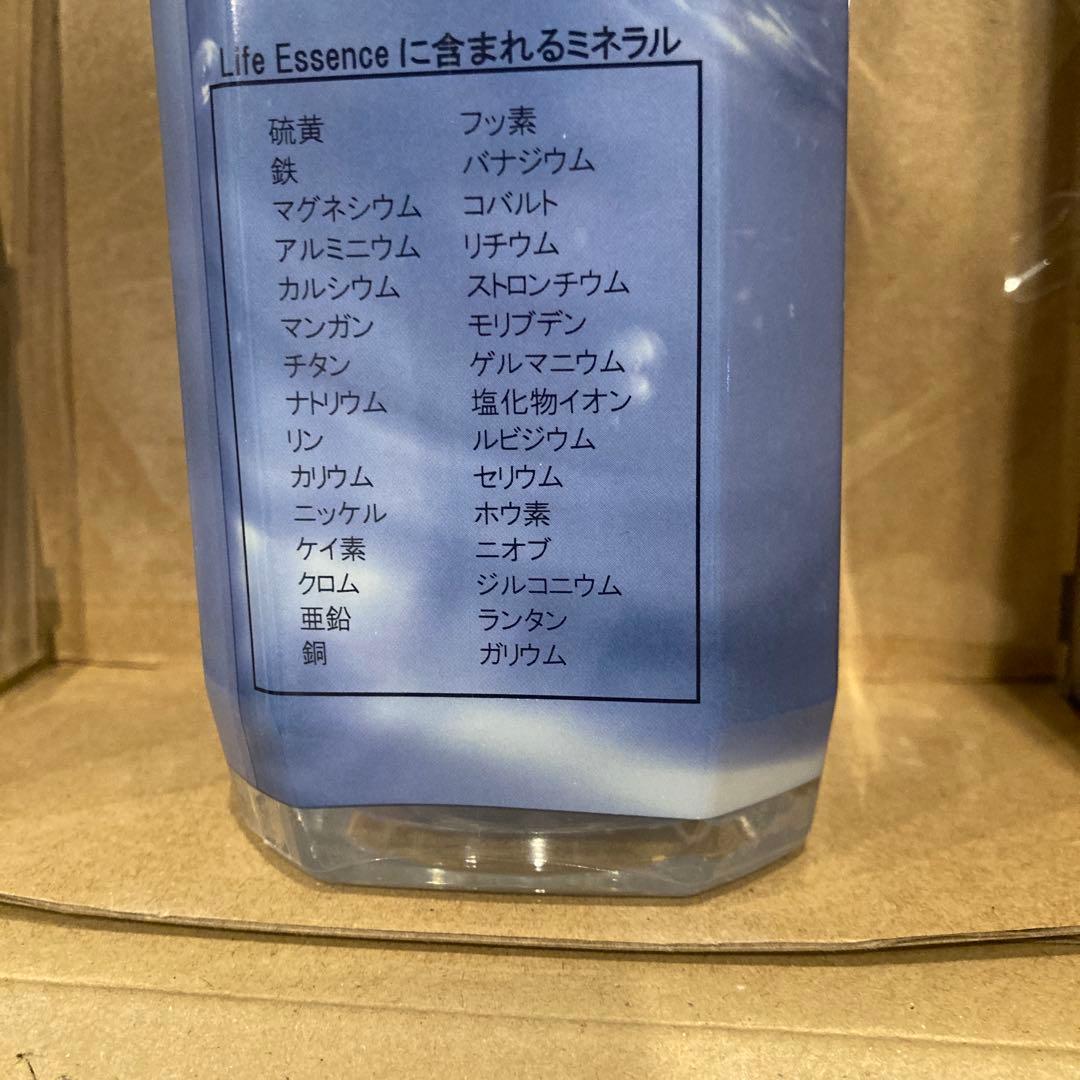 Life Essence に含まれるミネラル
硫黄
鉄
マグネシウム
アルミニウム
カルシウム
マンガン
チタン
ナトリウム
リン
カリウム
ニッケル
ケイ素
クロム
亜鉛
銅
フッ素
バナジウム
コバルト
リチウム
ストロンチウム
モリブデン
ゲルマニウム
塩化物イオン
ルビジウム
セリウム
ホウ素
ニオブ
ジルコニウム
ランタン
ガリウム